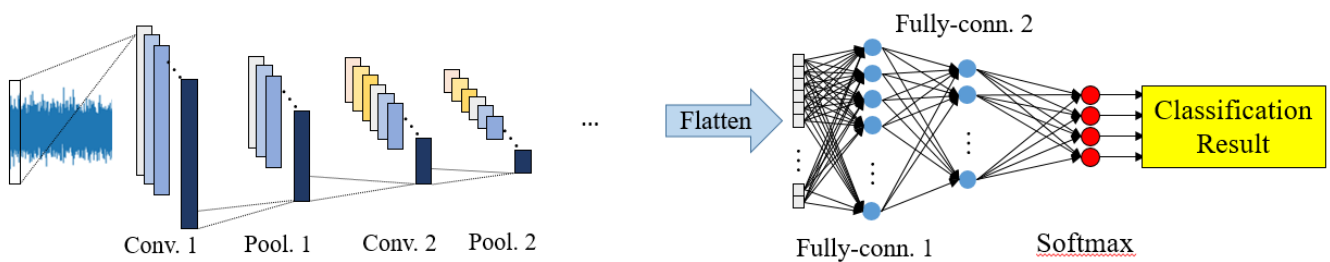 Conv. 1
Pool. 1
Conv. 2
Pool. 2
...
Flatten
Fully-conn. 1
Fully-conn. 2
Softmax
Classification
Result